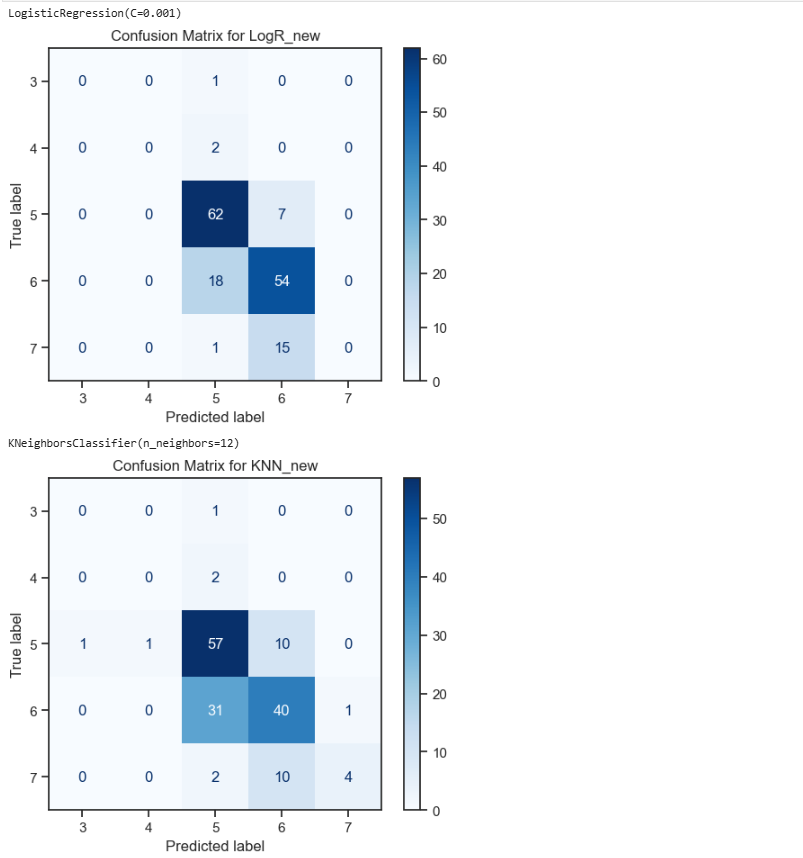 LogisticRegression(C=0.001)
Confusion Matrix for LogR_new
3 0 0 1 0 0
4 0 0 2 0 0
5 0 0 62 7 0
6 0 0 18 54 0
7 0 0 1 15 0
3 4 5 6 7
True label
Predicted label
60
50
40
30
20
10
0
KNeighborsClassifier(n_neighbors=12)
Confusion Matrix for KNN_new
3 0 0 1 0 0
4 0 0 2 0 0
5 1 1 57 10 0
6 0 0 31 40 1
7 0 0 2 10 4
3 4 5 6 7
True label
Predicted label
50
40
30
20
10
0